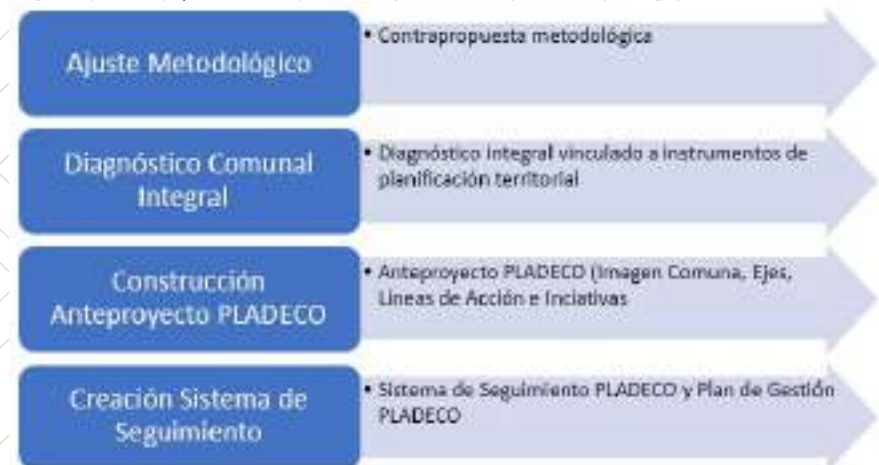 Ajuste Metodológico
• Contrapropuesta metodológica
Diagnóstico Comunal
Integral
• Diagnóstico Integral vinculado a instrumentos de
planificación territorial
Construcción
Anteproyecto PLADECO
• Anteproyecto PLADECO (Imagen Comuna, Ejes,
Lineas de Acción e Inciativas
Creación Sistema de
Seguimiento
• Sistema de Seguimiento PLADECO y Plan de Gestión
PLADECO